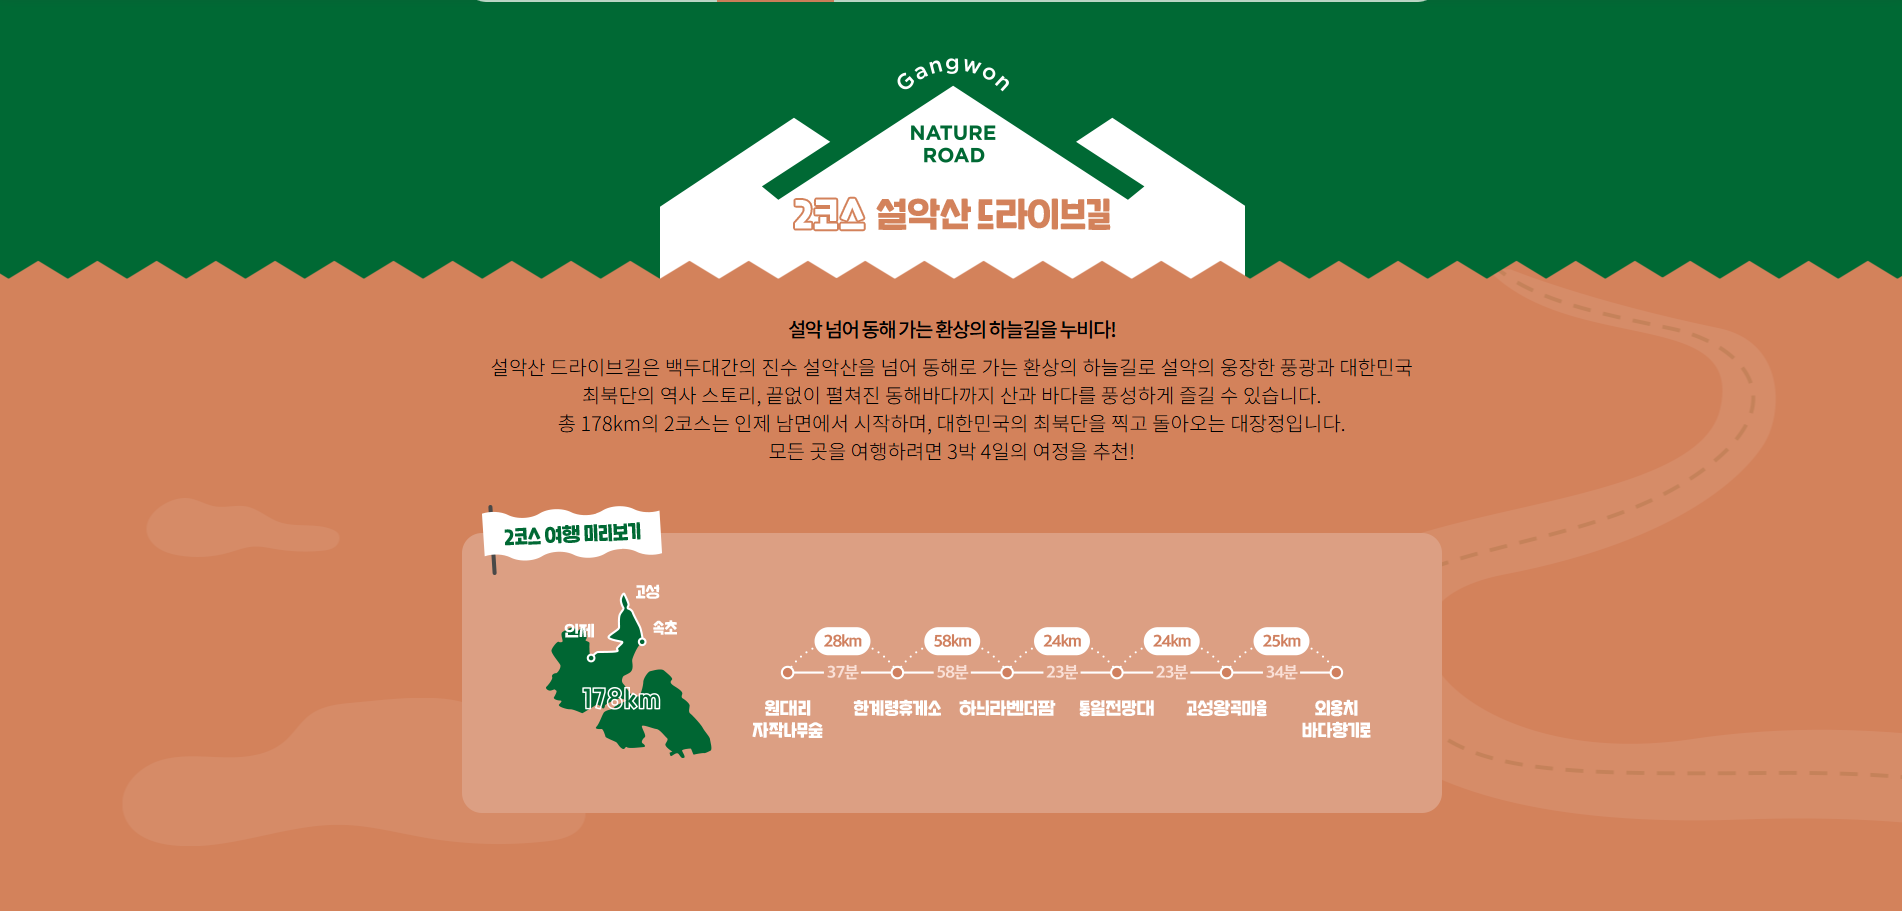 Gangwon
NATURE
ROAD
2코스 설악산 드라이브길
설악 넘어 동해 가는 환상의 하늘길을 누비다!
설악산 드라이브길은 백두대간의 진수 설악산을 넘어 동해로 가는 환상의 하늘길로 설악의 웅장한 풍광과 대한민국
최북단의 역사 스토리, 끝없이 펼쳐진 동해바다까지 산과 바다를 풍성하게 즐길 수 있습니다.
총 178km의 2코스는 인제 남면에서 시작하며, 대한민국의 최북단을 찍고 돌아오는 대장정입니다.
모든 곳을 여행하려면 3박 4일의 여정을 추천!
2코스 여행 미리보기
고성
인제
속초
178km
28km 58km 24km 24km 25km
37분 58분 23분 23분 34분
원대리 한계령휴게소 하늬라벤더팜 통일전망대 고성왕곡마을 외옹치
자작나무숲 바다향기로